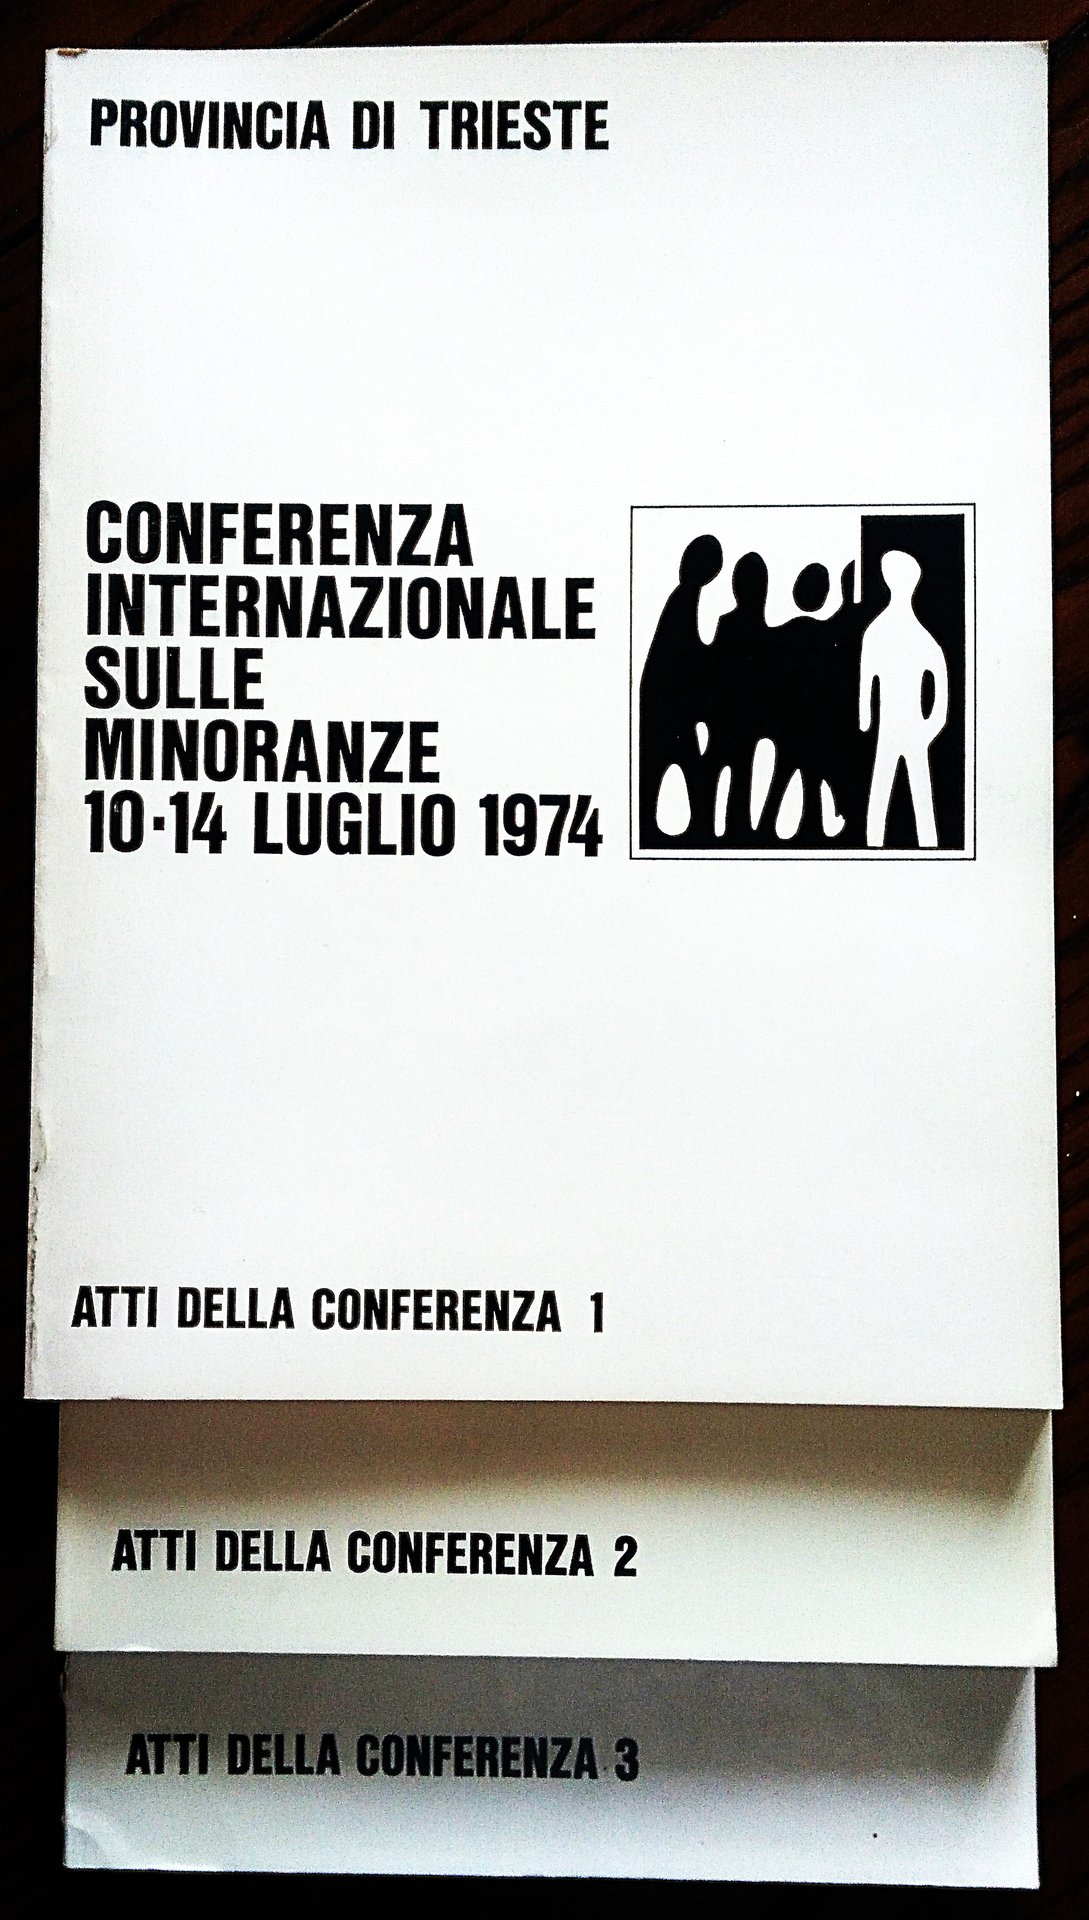 PROVINCIA DI TRIESTE
CONFERENZA
INTERNAZIONALE
SULLE
MINORANZE
10·14 LUGLIO 1974
ATTI DELLA CONFERENZA 1
ATTI DELLA CONFERENZA 2
ATTI DELLA CONFERENZA 3